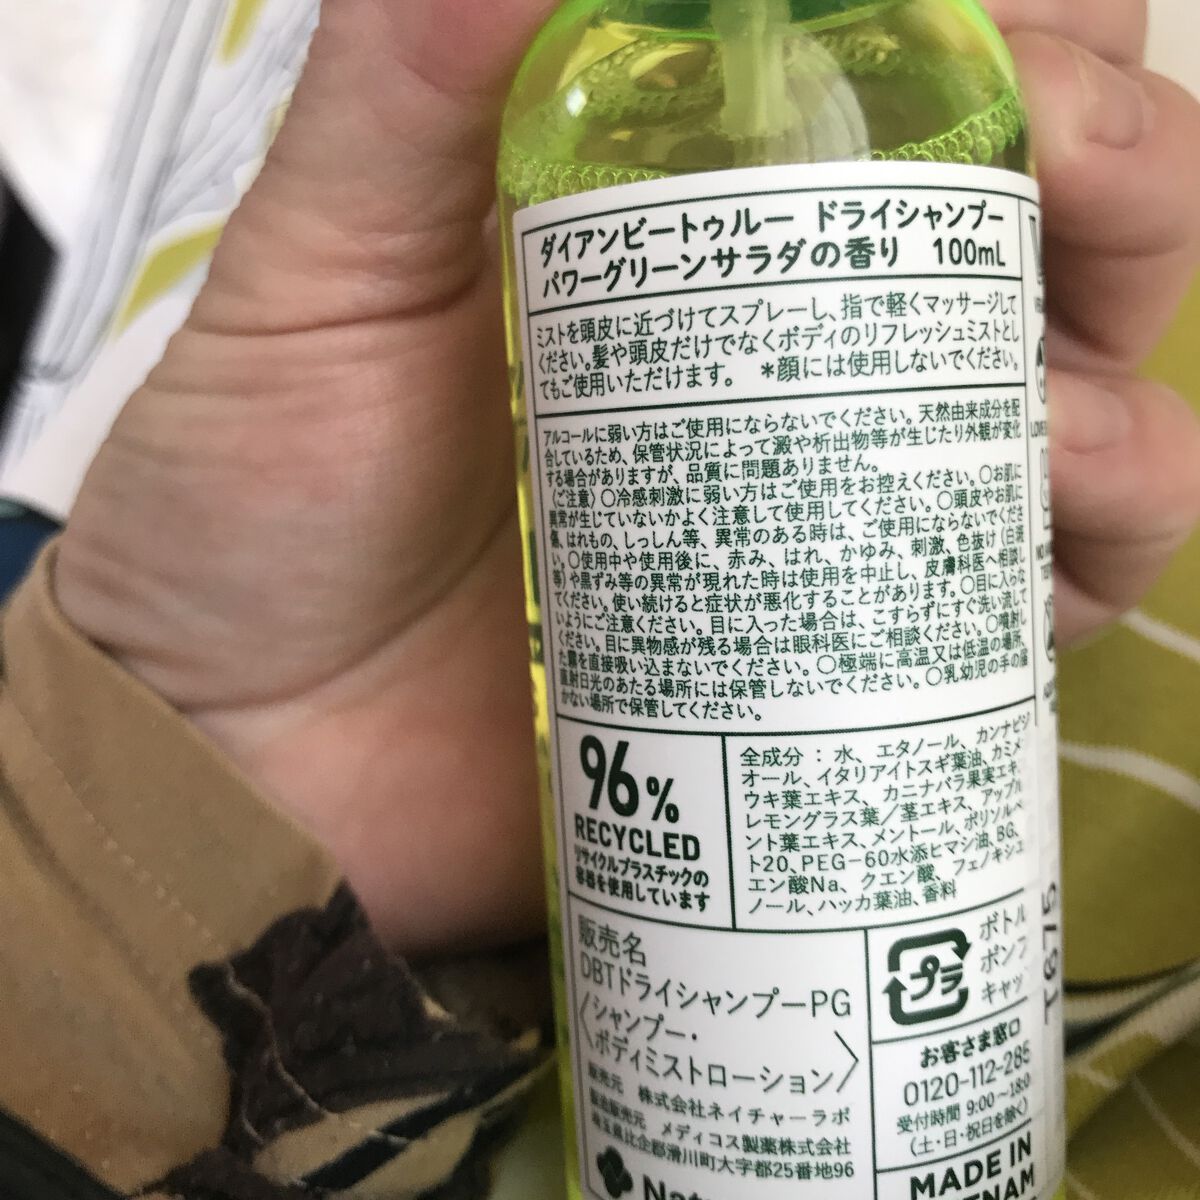 ダイアンビートゥルー ドライシャンプー
パワーグリーンサラダの香り 100mL
ミストを頭皮に近づけてスプレーし、指で軽くマッサージして
ください。髪や頭皮だけでなくボディのリフレッシュミストとし
てもご使用いただけます。 *顔には使用しないでください。
アルコールに弱い方はご使用にならないでください。天然由来成分を配
合しているため、保管状況によって澱や析出物等が生じたり外観が変化
する場合がありますが、品質に問題ありません。
〈ご注意〉○冷感刺激に弱い方はご使用をお控えください。○お肌に
異常が生じていないかよく注意して使用してください。○頭皮やお肌に
傷、はれもの、しっしん等、異常のある時は、ご使用にならないでくださ
い。○使用中や使用後に、赤み、はれ、かゆみ、刺激、色抜け(白斑
等)や黒ずみ等の異常が現れた時は使用を中止し、皮膚科医へ相談し
てください。使い続けると症状が悪化することがあります。○目に入らな
いようにご注意ください。目に入った場合は、こすらずにすぐ洗い流して
ください。目に異物感が残る場合は眼科医にご相談ください。○噴射し
た霧を直接吸い込まないでください。○極端に高温又は低温の場所、
直射日光のあたる場所には保管しないでください。○乳幼児の手の届
かない場所で保管してください。
96%
RECYCLED
リサイクルプラスチックの
容器を使用しています
全成分：水、エタノール、カンナビジ
オール、イタリアイトスギ葉油、カミメ
ウキ葉エキス、カニナバラ果実エキ
レモングラス葉/茎エキス、アップル
ント葉エキス、メントール、ポリソルベ
ト20、PEG-60水添ヒマシ油、BG、
エン酸Na、クエン酸、フェノキシエ
ノール、ハッカ葉油、香料
販売名
DBTドライシャンプーPG
〈シャンプー・
ボディミストローション〉
販売元 株式会社ネイチャーラボ
製造販売元 メディコス製薬株式会社
埼玉県比企郡滑川町大字都25番地96
Nat
プラ
ボトル
ポンプ
キャッ
お客さま窓口
0120-112-285
受付時間 9:00〜18:0
(土・日・祝日を除く)
MADE IN
T675